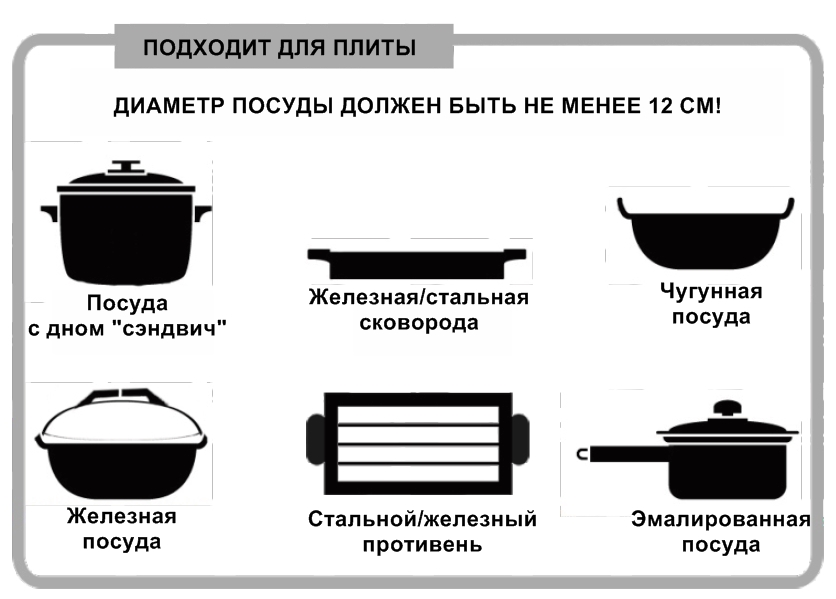 ПОДХОДИТ ДЛЯ ПЛИТЫ
ДИАМЕТР ПОСУДЫ ДОЛЖЕН БЫТЬ НЕ МЕНЕЕ 12 СМ!
Посуда
с дном "сэндвич"
Железная/стальная
сковорода
Чугунная
посуда
Железная
посуда
Стальной/железный
противень
Эмалированная
посуда